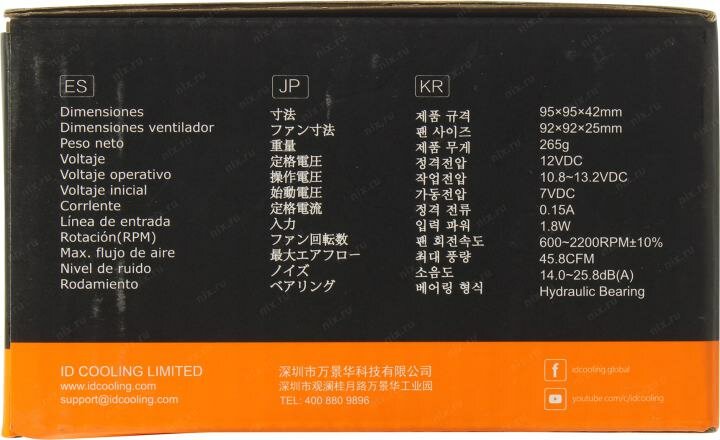 ES
Dimensiones
Dimensiones ventilador
Peso neto
Voltaje
Voltaje operativo
Voltaje inicial
Corrlente
Línea de entrada
Rotación(RPM)
Max. flujo de aire
Nivel de ruido
Rodamiento
JP
寸法
ファン寸法
重量
定格電圧
操作電圧
始動電圧
定格電流
入力
ファン回転数
最大エアフロー
ノイズ
ベアリング
KR
제품 규격
팬 사이즈
제품 무게
정격전압
작업전압
가동전압
정격 전류
입력 파워
팬 회전속도
최대 풍량
소음도
베어링 형식
95×95×42mm
92×92×25mm
265g
12VDC
10.8~13.2VDC
7VDC
0.15A
1.8W
600~2200RPM±10%
45.8CFM
14.0~25.8dB(A)
Hydraulic Bearing
ID COOLING LIMITED
www.idcooling.com
support@idcooling.com
深圳市万景华科技有限公司
深圳市观澜桂月路万景华工业园
TEL: 400 880 9896
f idcooling.global
youtube.com/c/idcooling
nix.ru